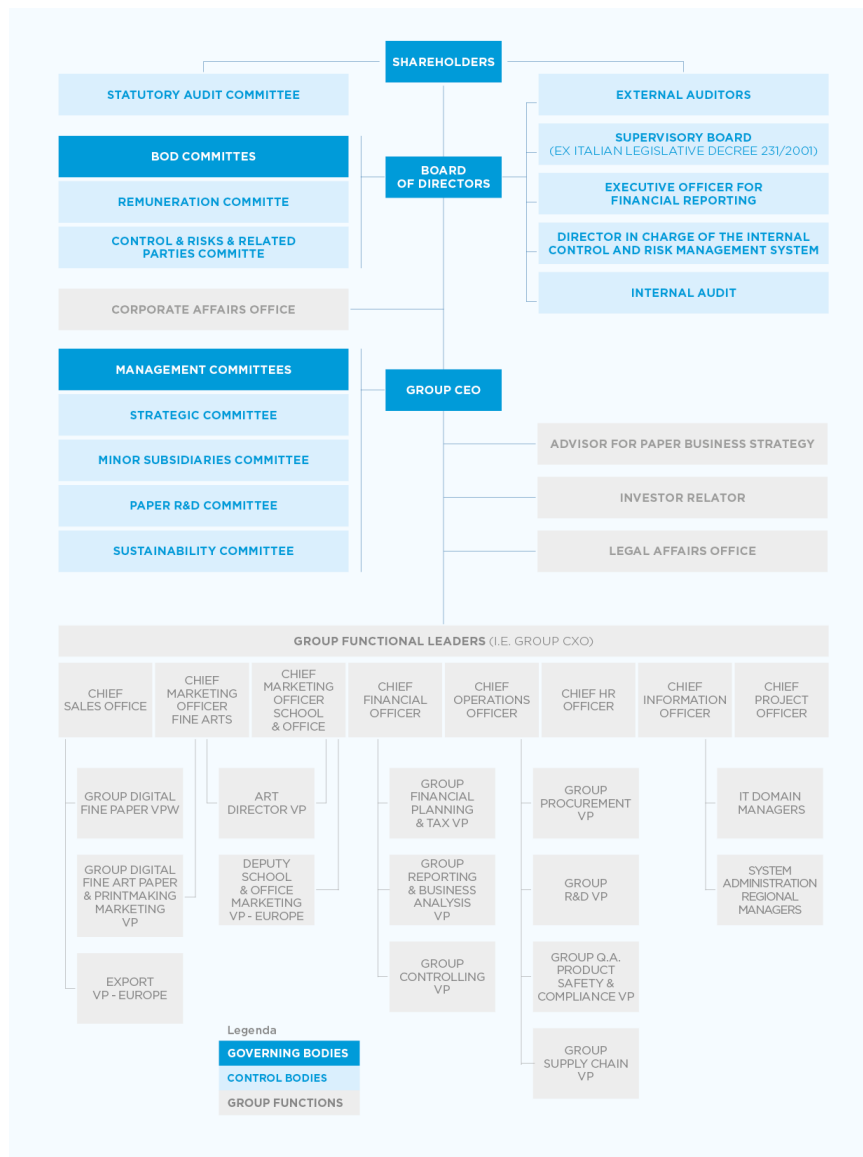 SHAREHOLDERS
STATUTORY AUDIT COMMITTEE
EXTERNAL AUDITORS
BOD COMMITTES
BOARD
OF DIRECTORS
SUPERVISORY BOARD
(EX ITALIAN LEGISLATIVE DECREE 231/2001)
REMUNERATION COMMITTE
EXECUTIVE OFFICER FOR
FINANCIAL REPORTING
CONTROL & RISKS & RELATED
PARTIES COMMITTE
DIRECTOR IN CHARGE OF THE INTERNAL
CONTROL AND RISK MANAGEMENT SYSTEM
INTERNAL AUDIT
CORPORATE AFFAIRS OFFICE
MANAGEMENT COMMITTEES
GROUP CEO
STRATEGIC COMMITTEE
MINOR SUBSIDIARIES COMMITTEE
PAPER R&D COMMITTEE
SUSTAINABILITY COMMITTEE
ADVISOR FOR PAPER BUSINESS STRATEGY
INVESTOR RELATOR
LEGAL AFFAIRS OFFICE
GROUP FUNCTIONAL LEADERS (I.E. GROUP CXO)
CHIEF
SALES OFFICE
CHIEF
MARKETING
OFFICER
FINE ARTS
CHIEF
MARKETING
OFFICER
SCHOOL
& OFFICE
CHIEF
FINANCIAL
OFFICER
CHIEF
OPERATIONS
OFFICER
CHIEF HR
OFFICER
CHIEF
INFORMATION
OFFICER
CHIEF
PROJECT
OFFICER
GROUP DIGITAL
FINE PAPER VPW
ART
DIRECTOR VP
GROUP
FINANCIAL
PLANNING
& TAX VP
GROUP
PROCUREMENT
VP
IT DOMAIN
MANAGERS
GROUP DIGITAL
FINE ART PAPER
& PRINTMAKING
MARKETING
VP
DEPUTY
SCHOOL
& OFFICE
MARKETING
VP - EUROPE
GROUP
REPORTING
& BUSINESS
ANALYSIS
VP
GROUP
R&D VP
SYSTEM
ADMINISTRATION
REGIONAL
MANAGERS
EXPORT
VP - EUROPE
GROUP
CONTROLLING
VP
GROUP Q.A.
PRODUCT
SAFETY &
COMPLIANCE VP
GROUP
SUPPLY CHAIN
VP
Legenda
GOVERNING BODIES
CONTROL BODIES
GROUP FUNCTIONS